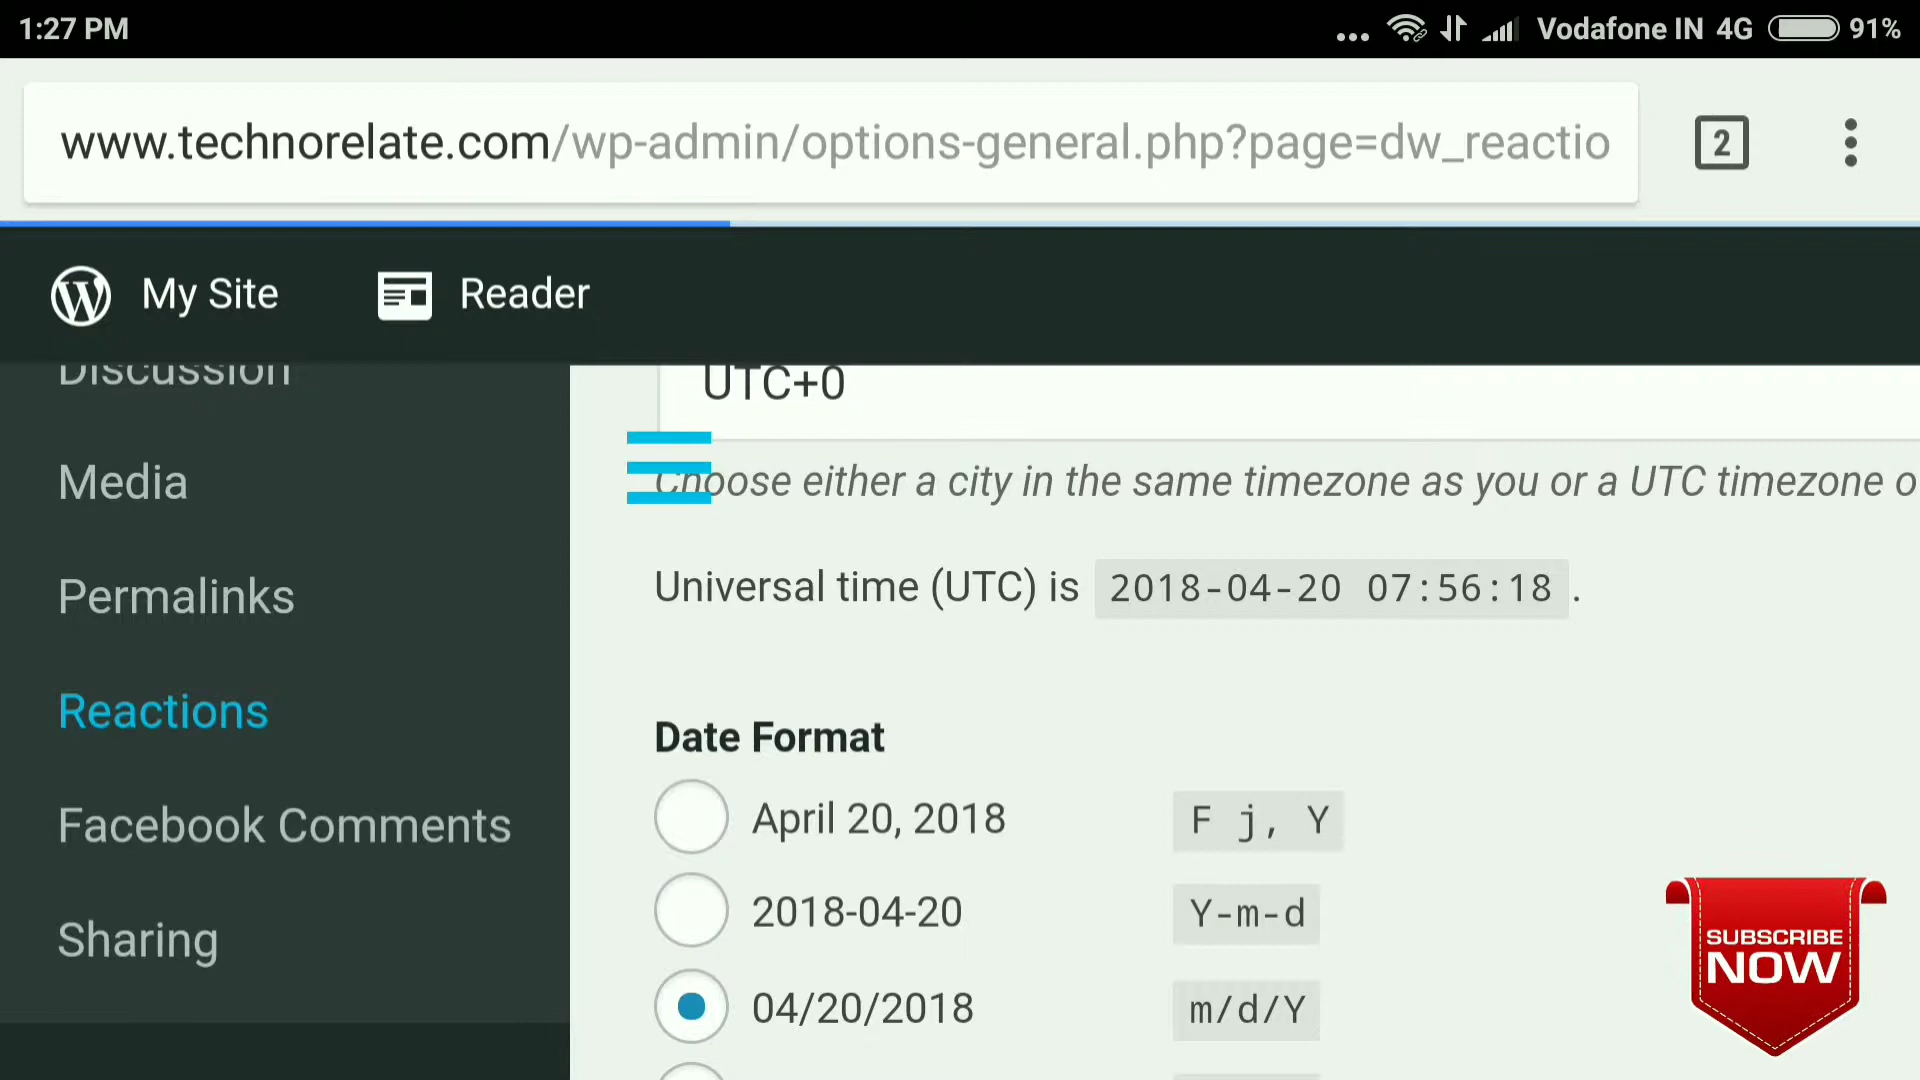 1:27 PM
Vodafone IN 4G 91%
www.technorelate.com/wp-admin/options-general.php?page=dw_reactio
2
My Site
Reader
Discussion
Media
Permalinks
Reactions
Facebook Comments
Sharing
UTC+0
Choose either a city in the same timezone as you or a UTC timezone o
Universal time (UTC) is 2018-04-20 07:56:18 .
Date Format
April 20, 2018 F j, Y
2018-04-20 Y-m-d
04/20/2018 m/d/Y
SUBSCRIBE
NOW